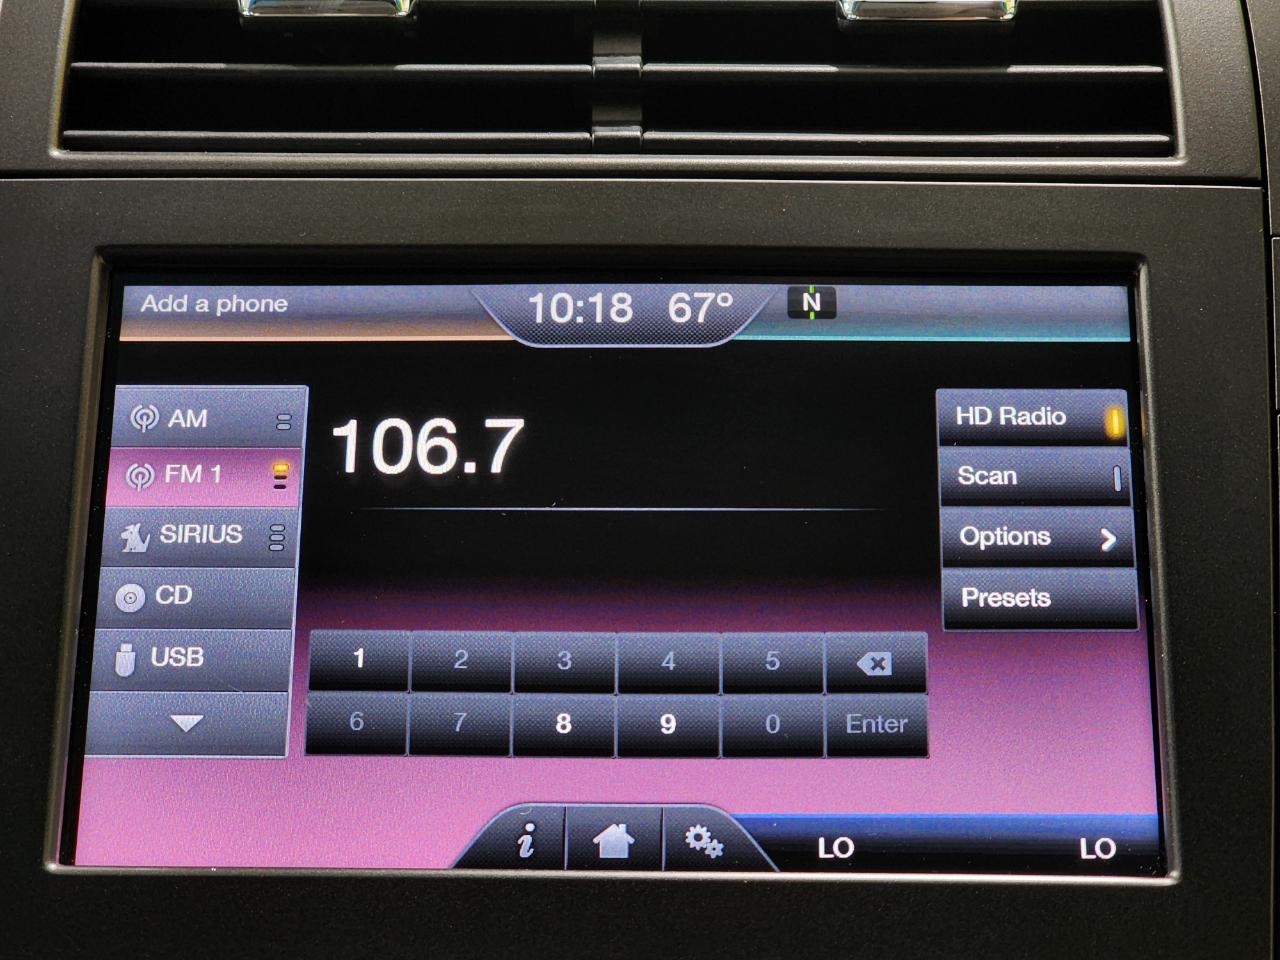 Add a phone
10:18 67° N
AM
FM 1
SIRIUS
CD
USB
106.7
HD Radio
Scan
Options
Presets
1 2 3 4 5
6 7 8 9 0 Enter
i
LO LO